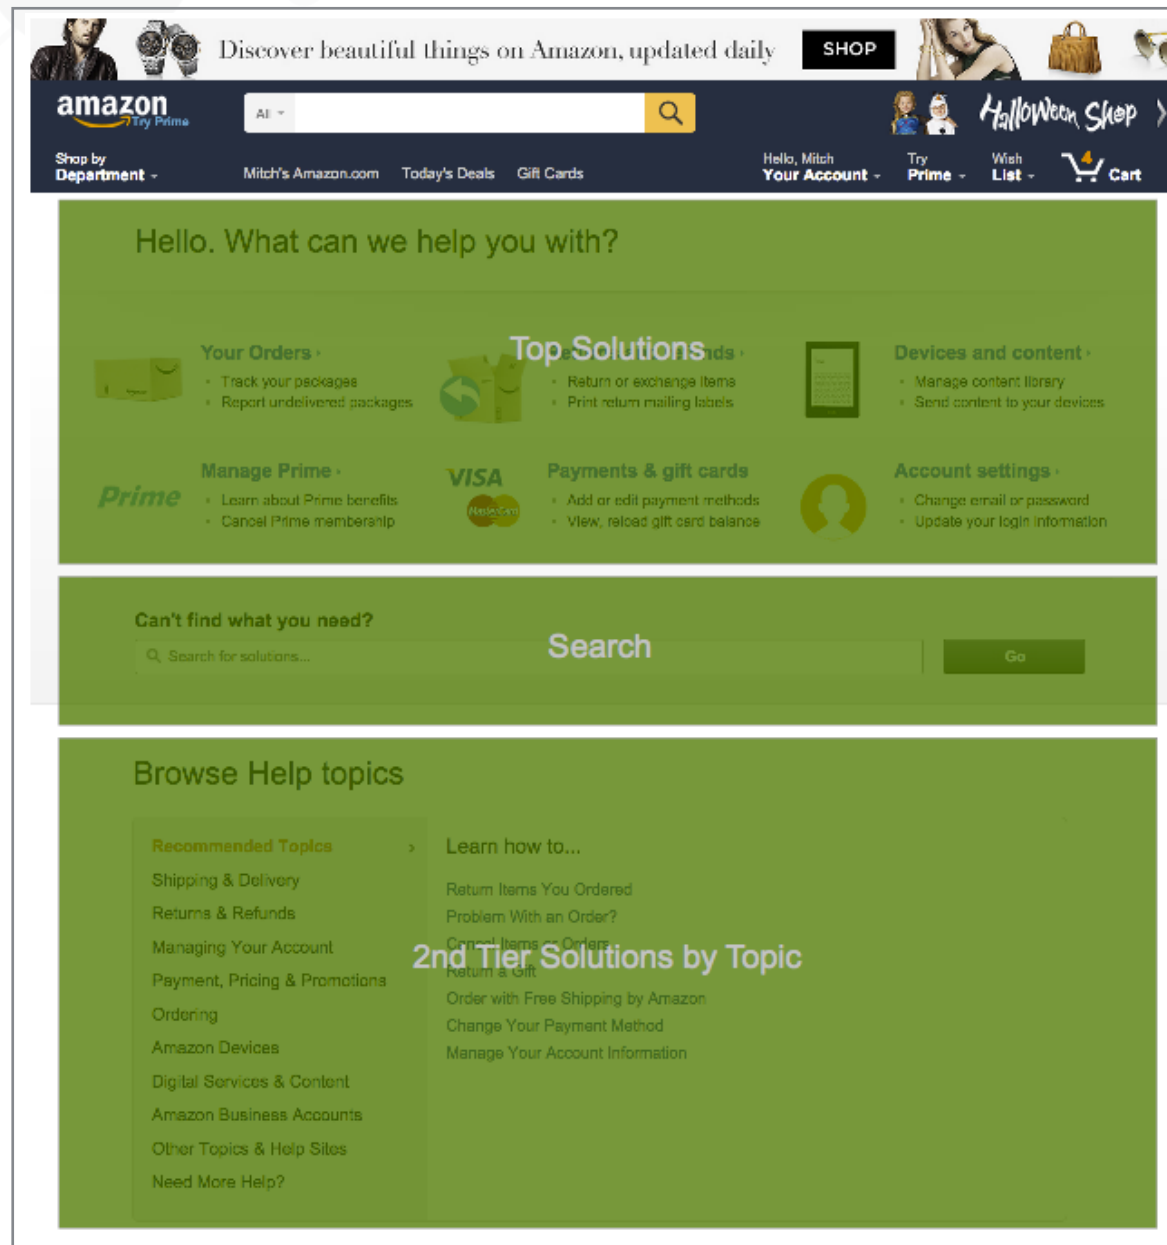 Discover beautiful things on Amazon, updated daily SHOP
amazon
Try Prime
All
Halloween Shop
Shop by
Department
Mitch's Amazon.com Today's Deals Gift Cards
Hello, Mitch
Your Account
Try
Prime
Wish
List
4
Cart
Hello. What can we help you with?
Top Solutions
Your Orders
Track your packages
Report undelivered packages
Return or exchange items
Print return mailing labels
Devices and content
Manage content library
Send content to your devices
Prime
Manage Prime
Learn about Prime benefits
Cancel Prime membership
VISA
MasterCard
Payments & gift cards
Add or edit payment methods
View, reload gift card balance
Account settings
Change email or password
Update your login information
Can't find what you need?
Search for solutions...
Search
Go
Browse Help topics
Recommended Topics
Shipping & Delivery
Returns & Refunds
Managing Your Account
Payment, Pricing & Promotions
Ordering
Amazon Devices
Digital Services & Content
Amazon Business Accounts
Other Topics & Help Sites
Need More Help?
Learn how to...
Return Items You Ordered
Problem With an Order?
Cancel Items or Orders
2nd Tier Solutions by Topic
Return a Gift
Order with Free Shipping by Amazon
Change Your Payment Method
Manage Your Account Information